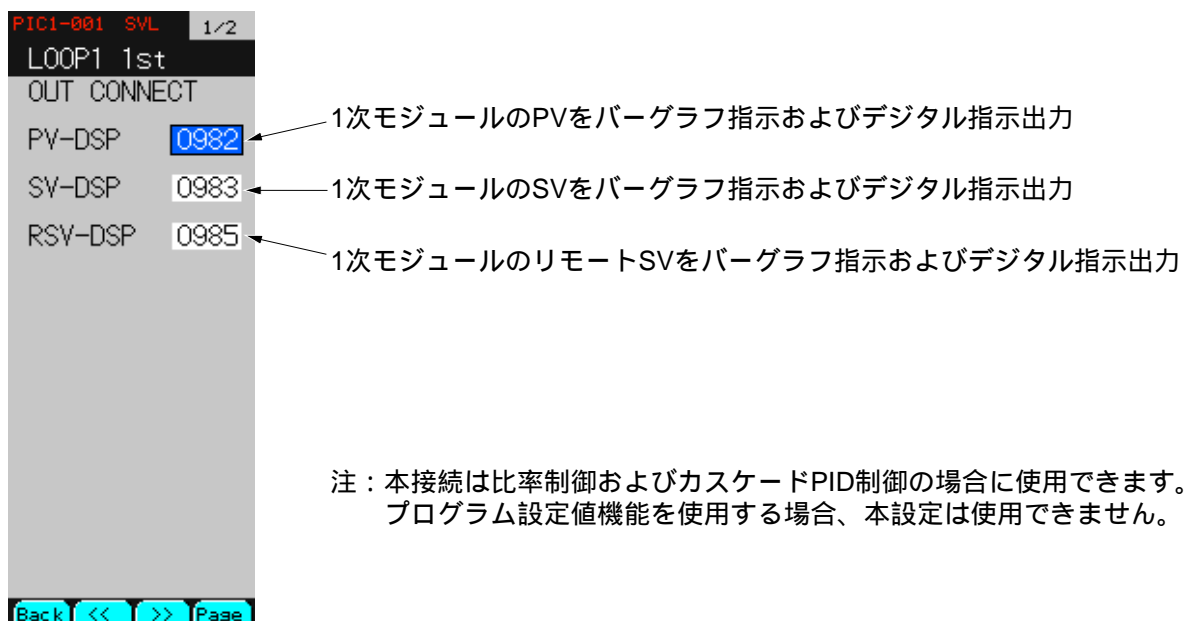 PIC1-001 SVL 1/2
LOOP1 1st
OUT CONNECT
PV-DSP 0982
1次モジュールのPVをバーグラフ指示およびデジタル指示出力
SV-DSP 0983
1次モジュールのSVをバーグラフ指示およびデジタル指示出力
RSV-DSP 0985
1次モジュールのリモートSVをバーグラフ指示およびデジタル指示出力
注：本接続は比率制御およびカスケードPID制御の場合に使用できます。
プログラム設定値機能を使用する場合、本設定は使用できません。
Back << >> Page